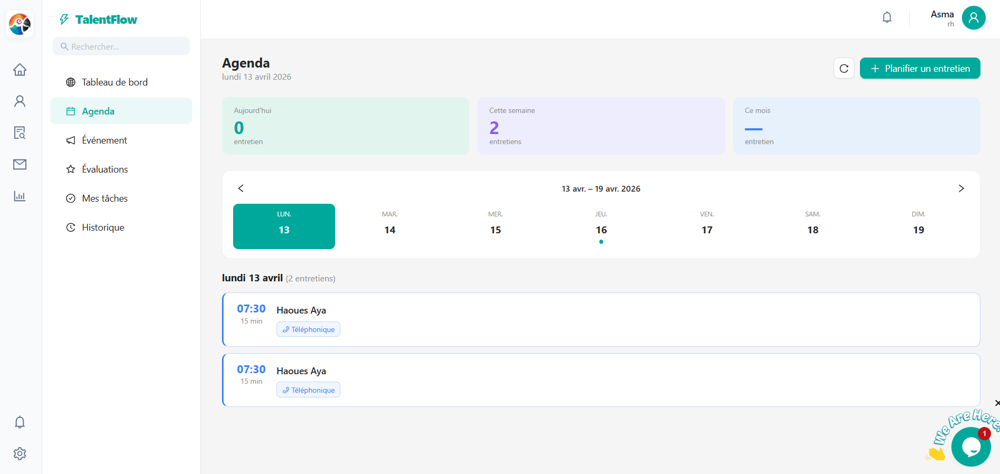 TalentFlow
Rechercher...
Tableau de bord
Agenda
Événement
Évaluations
Mes tâches
Historique
Asma
rh
Agenda
lundi 13 avril 2026
Planifier un entretien
Aujourd'hui
0
entretien
Cette semaine
2
entretiens
Ce mois
—
entretien
13 avr. – 19 avr. 2026
LUN. MAR. MER. JEU. VEN. SAM. DIM.
13 14 15 16 17 18 19
lundi 13 avril (2 entretiens)
07:30 Haoues Aya
15 min
Téléphonique
07:30 Haoues Aya
15 min
Téléphonique
We Are Here!
1